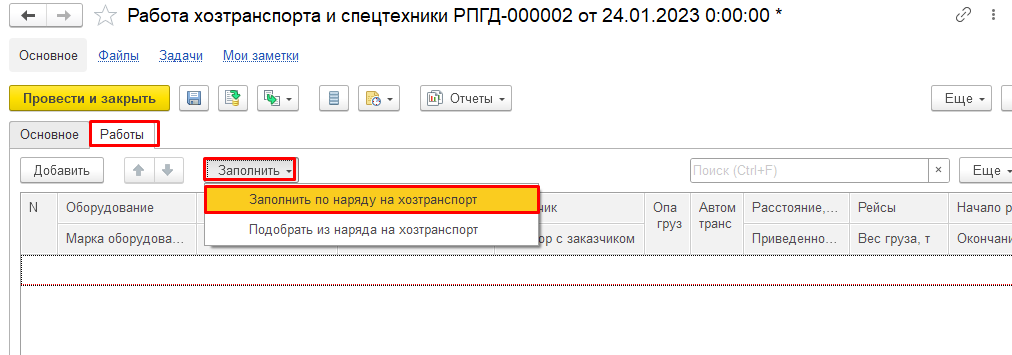 Работа хозтранспорта и спецтехники РПГД-000002 от 24.01.2023 0:00:00 *
Основное Файлы Задачи Мои заметки
Провести и закрыть Отчеты Еще
Основное Работы
Добавить Заполнить Поиск (Ctrl+F) × Еще
Заполнить по наряду на хозтранспорт
Подобрать из наряда на хозтранспорт
N Оборудование чик Опа груз Автом транс Расстояние,... Рейсы Начало р
Марка оборудова... ор с заказчиком Приведенно... Вес груза, т Окончани